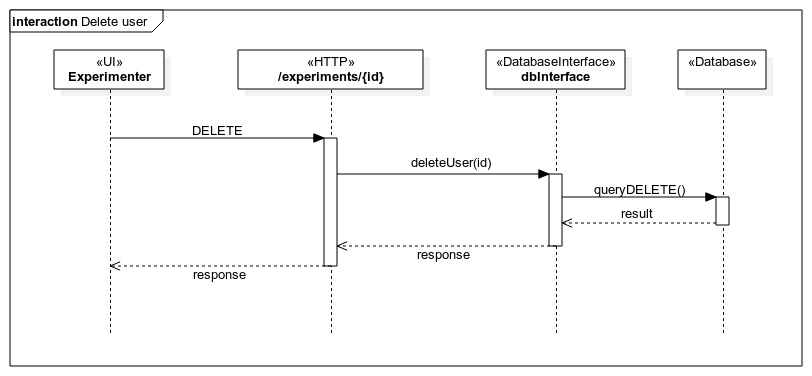 interaction Delete user
«UI»
Experimenter
«HTTP»
/experiments/{id}
«DatabaseInterface»
dbInterface
«Database»
DELETE
deleteUser(id)
queryDELETE()
result
response
response